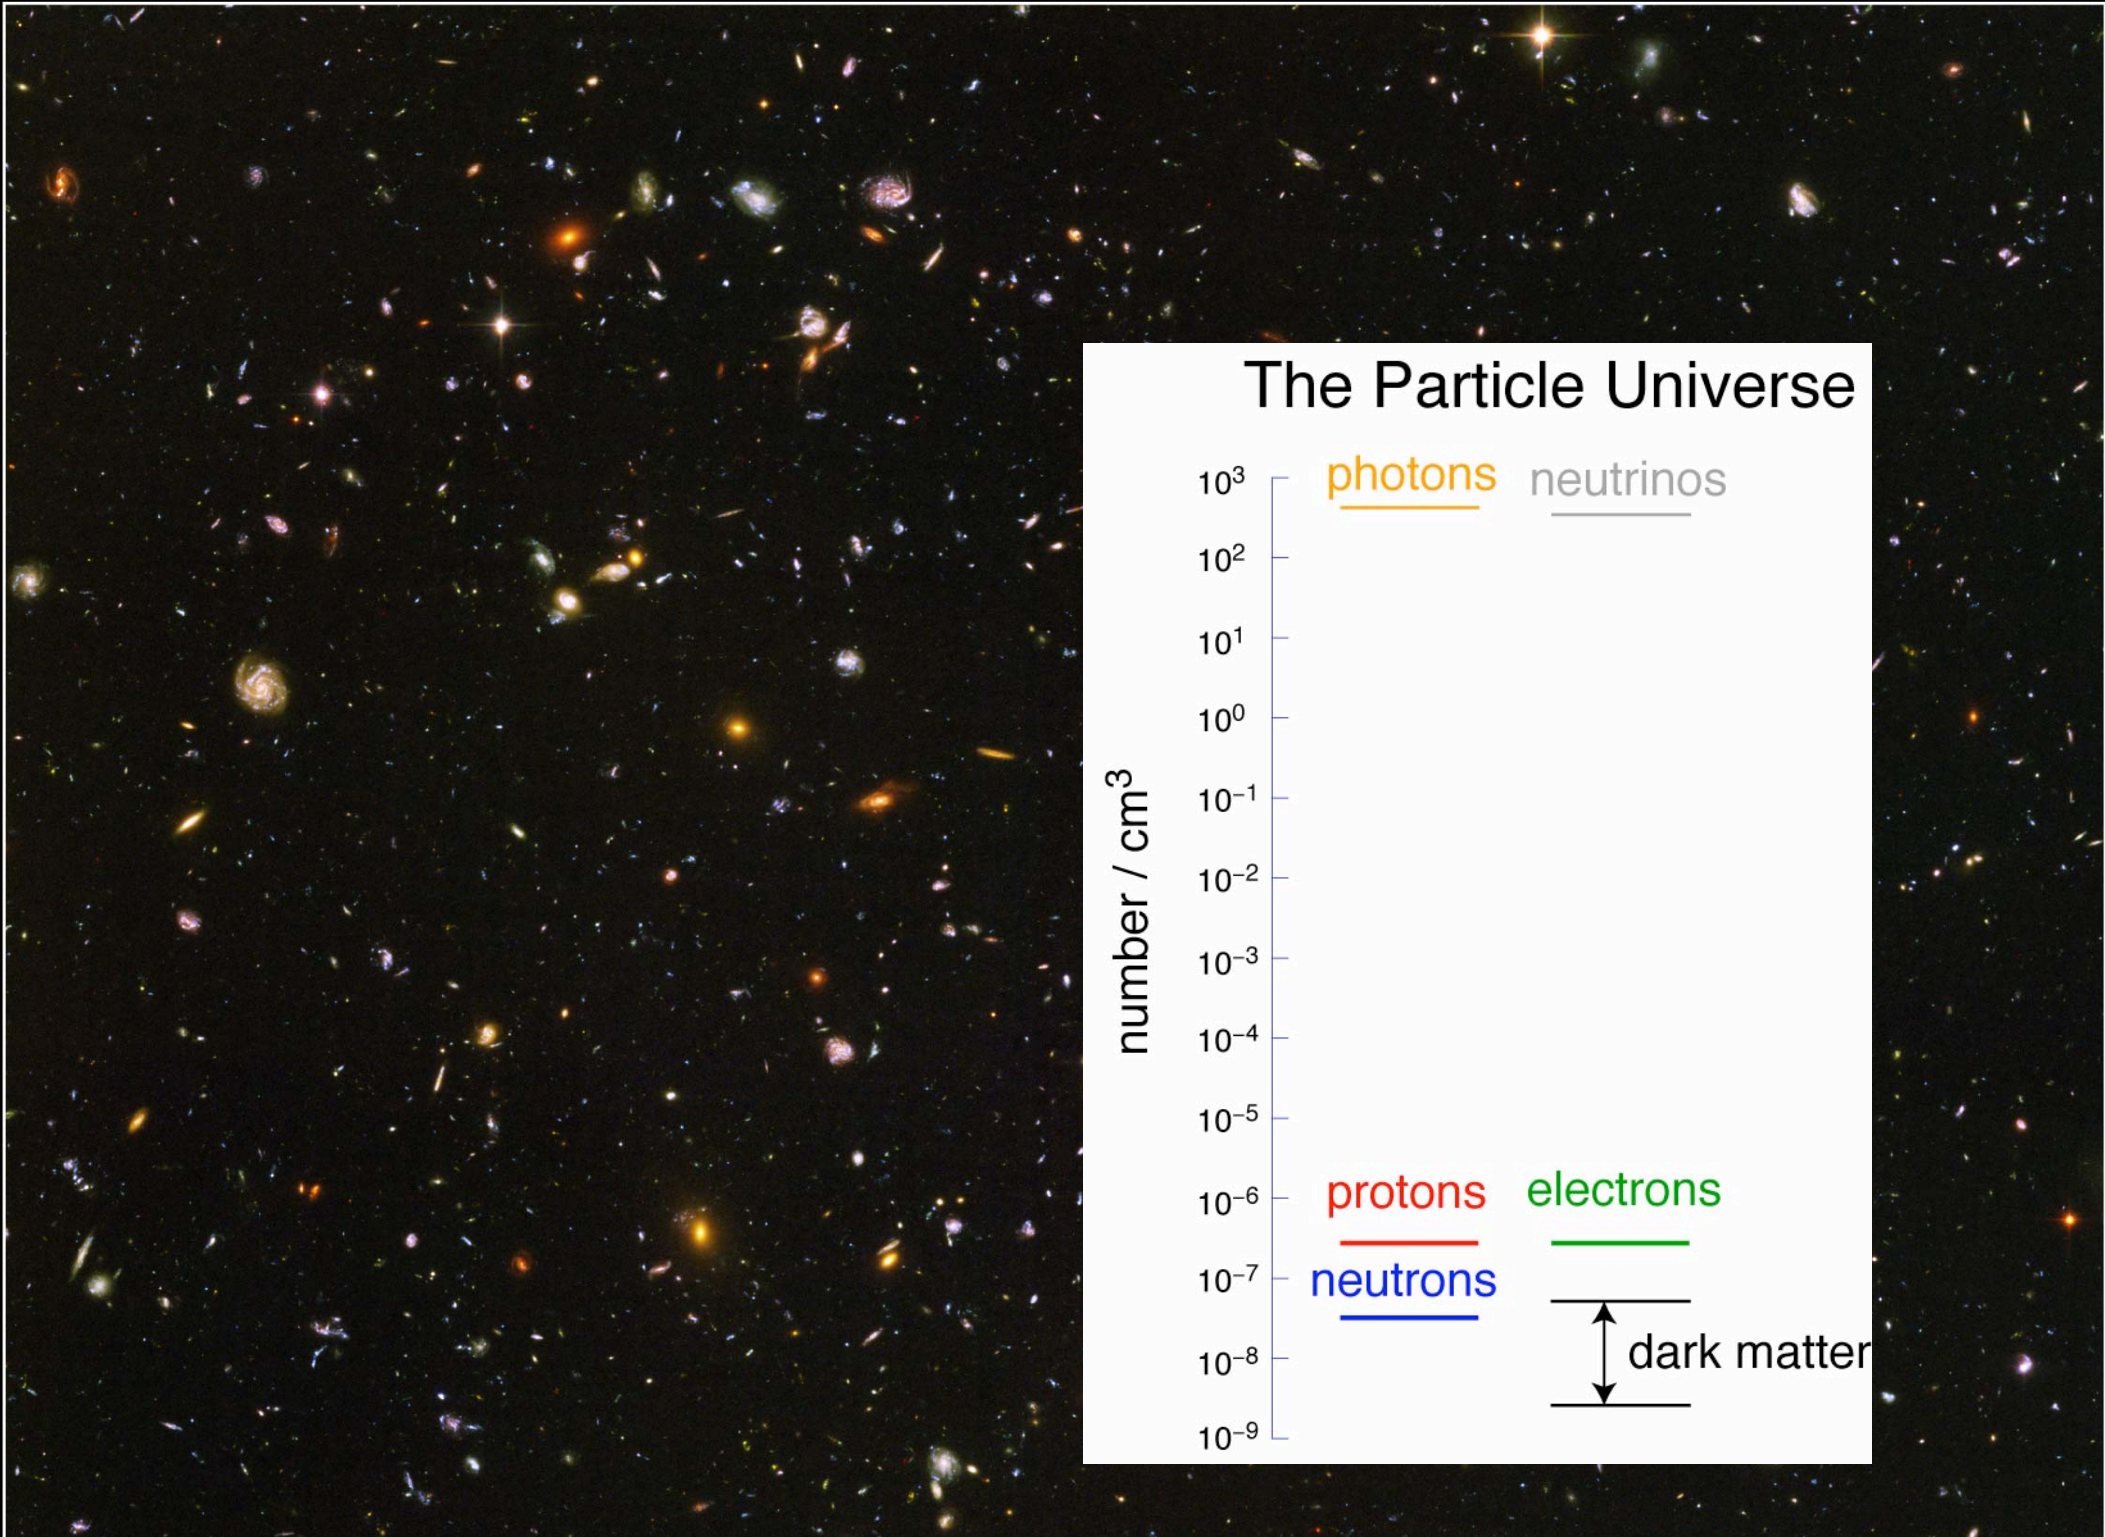 The Particle Universe
photons neutrinos
10³
10²
10¹
10⁰
10⁻¹
10⁻²
10⁻³
10⁻⁴
10⁻⁵
10⁻⁶
10⁻⁷
10⁻⁸
10⁻⁹
number / cm³
protons electrons
neutrons
dark matter